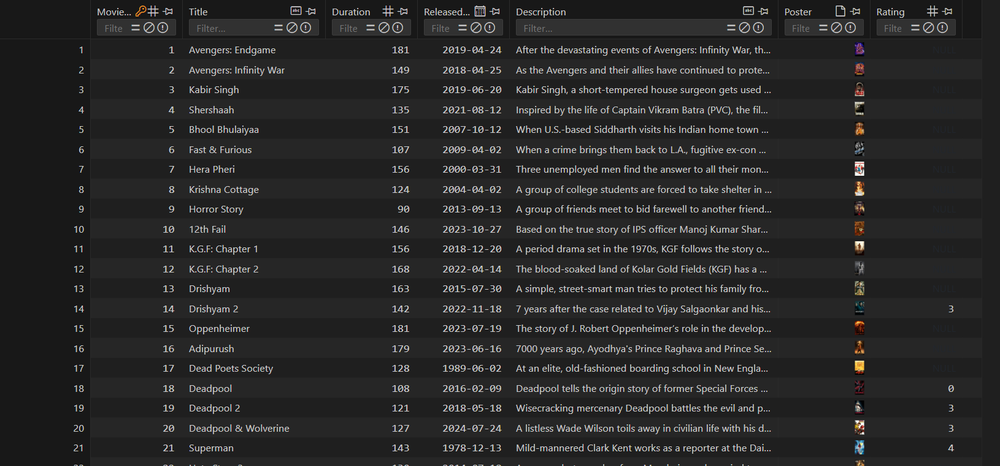 Movie... Title Duration Released... Description Poster Rating
Filte Filter... Filte Filte Filter... Filte Filte
1 1 Avengers: Endgame 181 2019-04-24 After the devastating events of Avengers: Infinity War, th... NULL
2 2 Avengers: Infinity War 149 2018-04-25 As the Avengers and their allies have continued to prote...
3 3 Kabir Singh 175 2019-06-20 Kabir Singh, a short-tempered house surgeon gets used ... NULL
4 4 Shershaah 135 2021-08-12 Inspired by the life of Captain Vikram Batra (PVC), the fil...
5 5 Bhool Bhulaiyaa 151 2007-10-12 When U.S.-based Siddharth visits his Indian home town ... NULL
6 6 Fast & Furious 107 2009-04-02 When a crime brings them back to L.A., fugitive ex-con ...
7 7 Hera Pheri 156 2000-03-31 Three unemployed men find the answer to all their mon... NULL
8 8 Krishna Cottage 124 2004-04-02 A group of college students are forced to take shelter in ...
9 9 Horror Story 90 2013-09-13 A group of friends meet to bid farewell to another friend... NULL
10 10 12th Fail 146 2023-10-27 Based on the true story of IPS officer Manoj Kumar Shar...
11 11 K.G.F: Chapter 1 156 2018-12-20 A period drama set in the 1970s, KGF follows the story o... NULL
12 12 K.G.F: Chapter 2 168 2022-04-14 The blood-soaked land of Kolar Gold Fields (KGF) has a ...
13 13 Drishyam 163 2015-07-30 A simple, street-smart man tries to protect his family fro... NULL
14 14 Drishyam 2 142 2022-11-18 7 years after the case related to Vijay Salgaonkar and his... 3
15 15 Oppenheimer 181 2023-07-19 The story of J. Robert Oppenheimer's role in the develop... NULL
16 16 Adipurush 179 2023-06-16 7000 years ago, Ayodhya's Prince Raghava and Prince Se...
17 17 Dead Poets Society 128 1989-06-02 At an elite, old-fashioned boarding school in New Engla... NULL
18 18 Deadpool 108 2016-02-09 Deadpool tells the origin story of former Special Forces ... 0
19 19 Deadpool 2 121 2018-05-18 Wisecracking mercenary Deadpool battles the evil and p... 3
20 20 Deadpool & Wolverine 127 2024-07-24 A listless Wade Wilson toils away in civilian life with his d... 3
21 21 Superman 143 1978-12-13 Mild-mannered Clark Kent works as a reporter at the Dai... 4